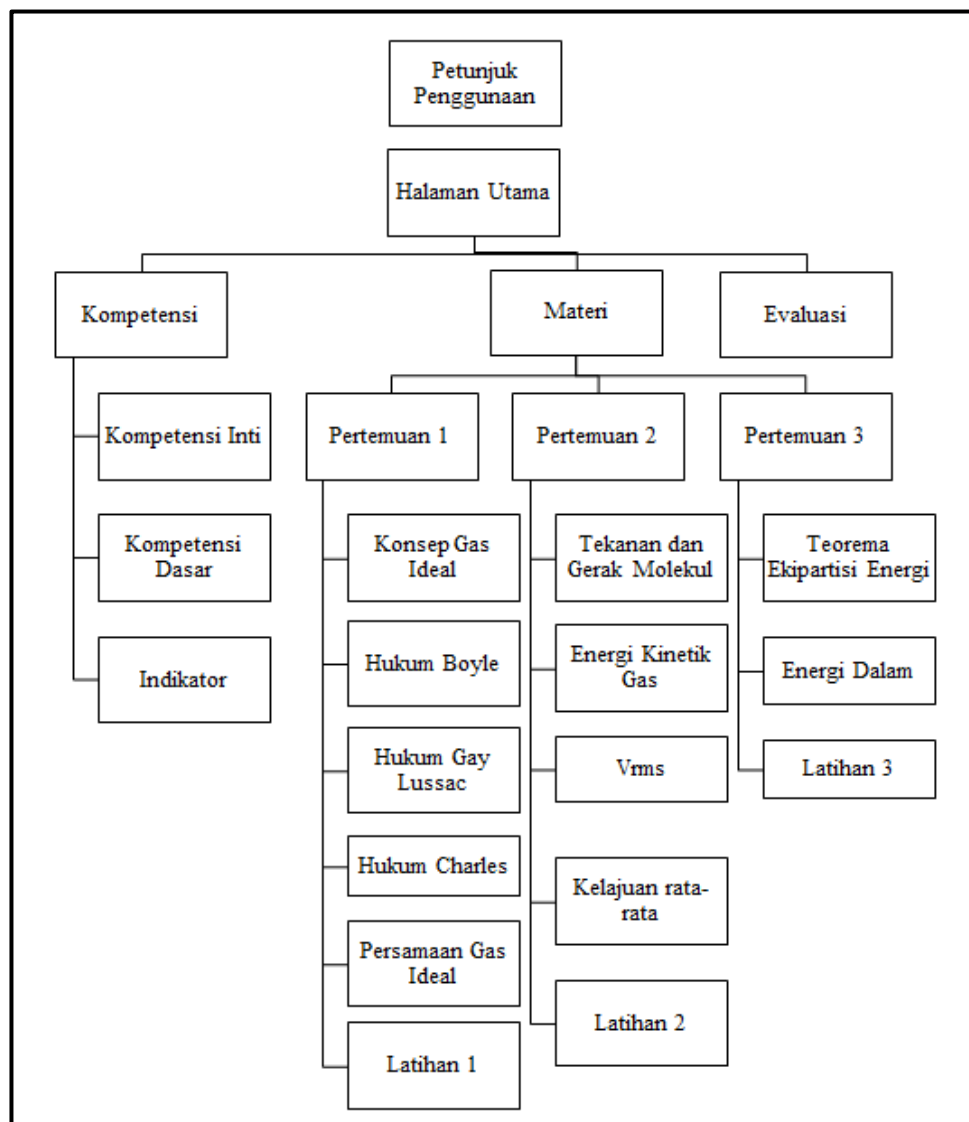 Petunjuk
Penggunaan
Halaman Utama
Kompetensi
Materi
Evaluasi
Kompetensi Inti
Kompetensi
Dasar
Indikator
Pertemuan 1
Konsep Gas
Ideal
Hukum Boyle
Hukum Gay
Lussac
Hukum Charles
Persamaan Gas
Ideal
Latihan 1
Pertemuan 2
Tekanan dan
Gerak Molekul
Energi Kinetik
Gas
Vrms
Kelajuan rata-
rata
Latihan 2
Pertemuan 3
Teorema
Ekipartisi Energi
Energi Dalam
Latihan 3